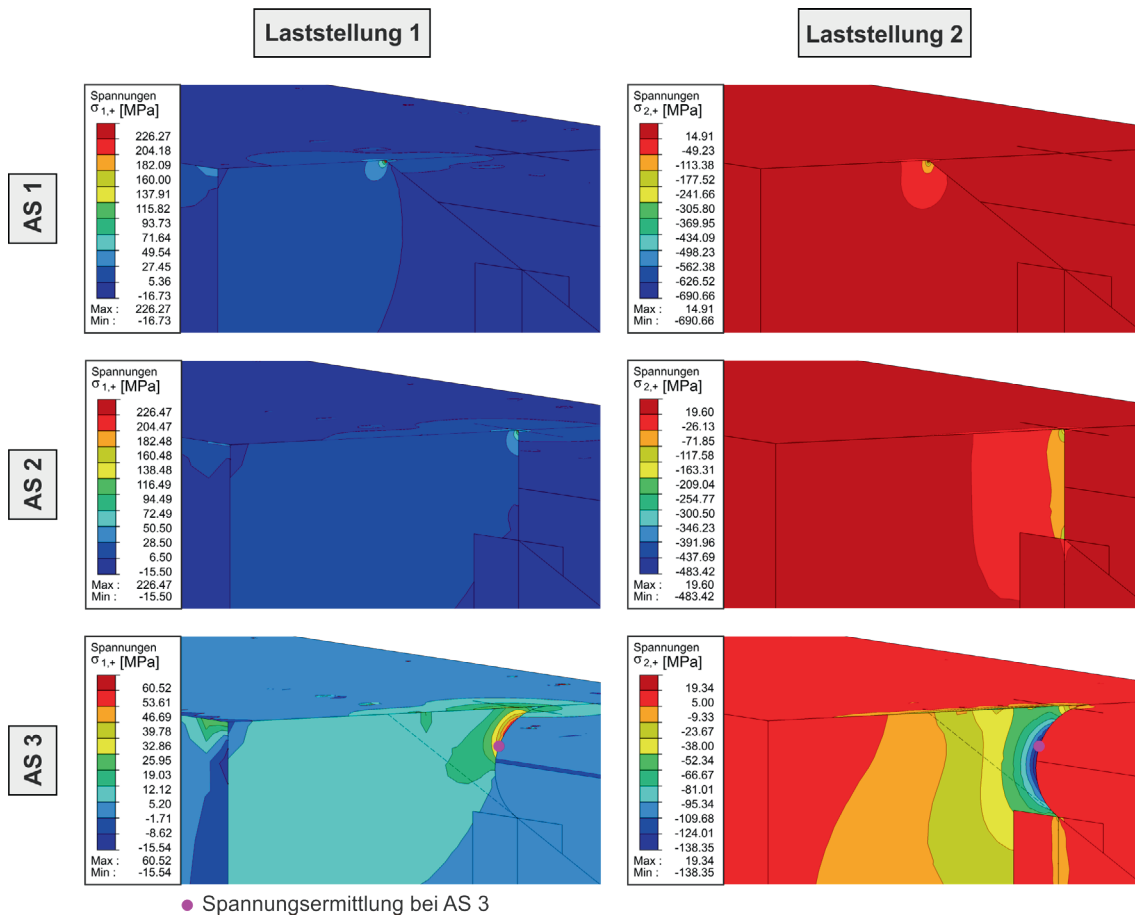 Laststellung 1
Laststellung 2
AS 1
Spannungen
σ1,+ [MPa]
226.27
204.18
182.09
160.00
137.91
115.82
93.73
71.64
49.54
27.45
5.36
-16.73
Max : 226.27
Min : -16.73
Spannungen
σ2,+ [MPa]
14.91
-49.23
-113.38
-177.52
-241.66
-305.80
-369.95
-434.09
-498.23
-562.38
-626.52
-690.66
Max : 14.91
Min : -690.66
AS 2
Spannungen
σ1,+ [MPa]
226.47
204.47
182.48
160.48
138.48
116.49
94.49
72.49
50.50
28.50
6.50
-15.50
Max : 226.47
Min : -15.50
Spannungen
σ2,+ [MPa]
19.60
-26.13
-71.85
-117.58
-163.31
-209.04
-254.77
-300.50
-346.23
-391.96
-437.69
-483.42
Max : 19.60
Min : -483.42
AS 3
Spannungen
σ1,+ [MPa]
60.52
53.61
46.69
39.78
32.86
25.95
19.03
12.12
5.20
-1.71
-8.62
-15.54
Max : 60.52
Min : -15.54
Spannungen
σ2,+ [MPa]
19.34
5.00
-9.33
-23.67
-38.00
-52.34
-66.67
-81.01
-95.34
-109.68
-124.01
-138.35
Max : 19.34
Min : -138.35
Spannungsermittlung bei AS 3